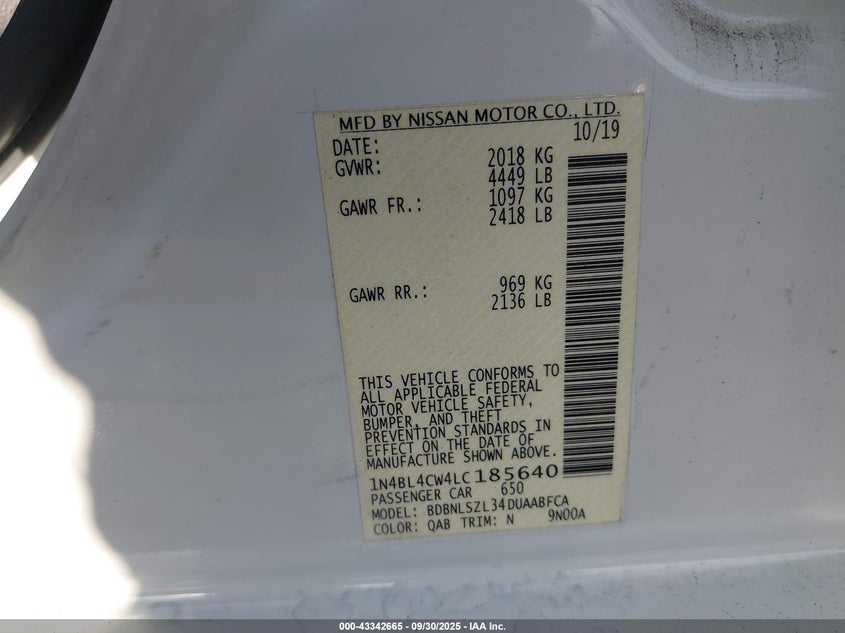 MFD BY NISSAN MOTOR CO., LTD.
DATE: 10/19
GVWR: 2018 KG
4449 LB
GAWR FR.: 1097 KG
2418 LB
GAWR RR.: 969 KG
2136 LB
THIS VEHICLE CONFORMS TO
ALL APPLICABLE FEDERAL
MOTOR VEHICLE SAFETY,
BUMPER, AND THEFT
PREVENTION STANDARDS IN
EFFECT ON THE DATE OF
MANUFACTURE SHOWN ABOVE.
1N4BL4CW4LC185640
PASSENGER CAR 650
MODEL: BDBNLSZL34DUAABFCA
COLOR: QAB TRIM: N 9N00A
000-43342665 - 09/30/2025 - IAA Inc.